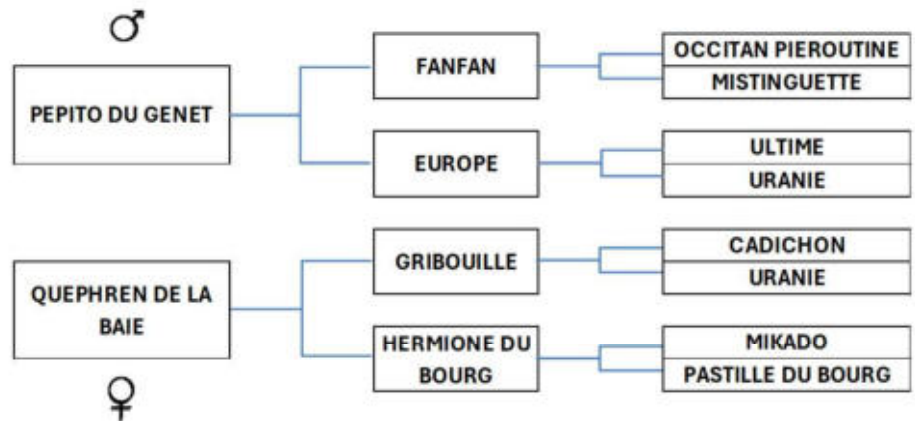 PEPITO DU GENET
FANFAN
OCCITAN PIEROUTINE
MISTINGUETTE
EUROPE
ULTIME
URANIE
QUEPHREN DE LA
BAIE
GRIBOUILLE
CADICHON
URANIE
HERMIONE DU
BOURG
MIKADO
PASTILLE DU BOURG